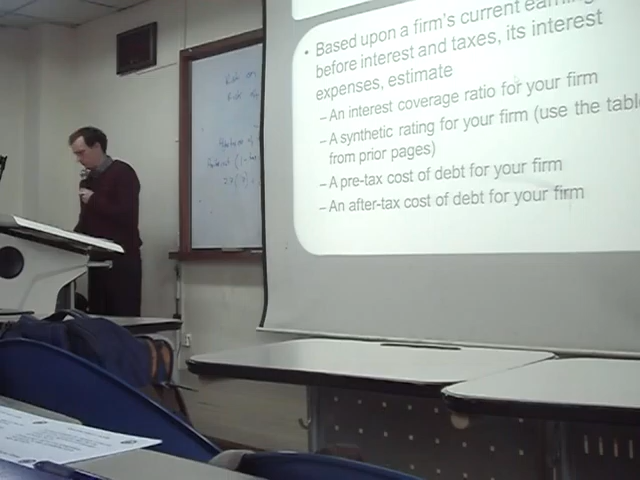 • Based upon a firm's current
before interest and taxes, its interest
expenses, estimate
– An interest coverage ratio for your firm
– A synthetic rating for your firm (use the
from prior pages)
– A pre-tax cost of debt for your firm
– An after-tax cost of debt for your firm